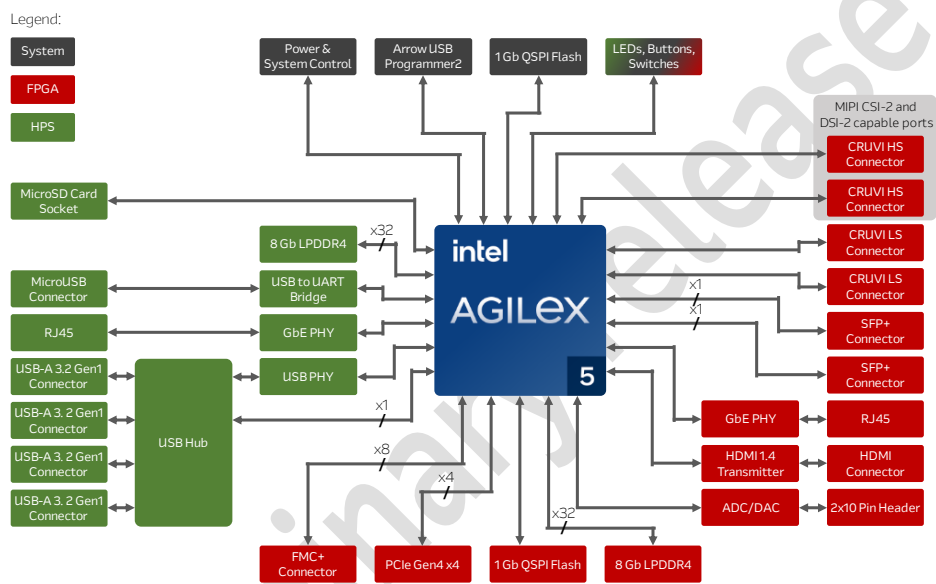 Legend:
System
FPGA
HPS
Power &
System Control
Arrow USB
Programmer2
1 Gb QSPI Flash
LEDs, Buttons,
Switches
MIPI CSI-2 and
DSI-2 capable ports
CRUVI HS
Connector
CRUVI HS
Connector
MicroSD Card
Socket
x32
8 Gb LPDDR4
intel
AGILEX
5
CRUVI LS
Connector
MicroUSB
Connector
USB to UART
Bridge
CRUVI LS
Connector
x1
x1
RJ45
GbE PHY
SFP+
Connector
USB-A 3.2 Gen1
Connector
USB PHY
SFP+
Connector
USB-A 3. 2 Gen1
Connector
USB Hub
x1
GbE PHY
RJ45
USB-A 3. 2 Gen1
Connector
x8
HDMI 1.4
Transmitter
HDMI
Connector
x4
USB-A 3. 2 Gen1
Connector
ADC/DAC
2x10 Pin Header
x32
FMC+
Connector
PCIe Gen4 x4
1 Gb QSPI Flash
8 Gb LPDDR4
inary release